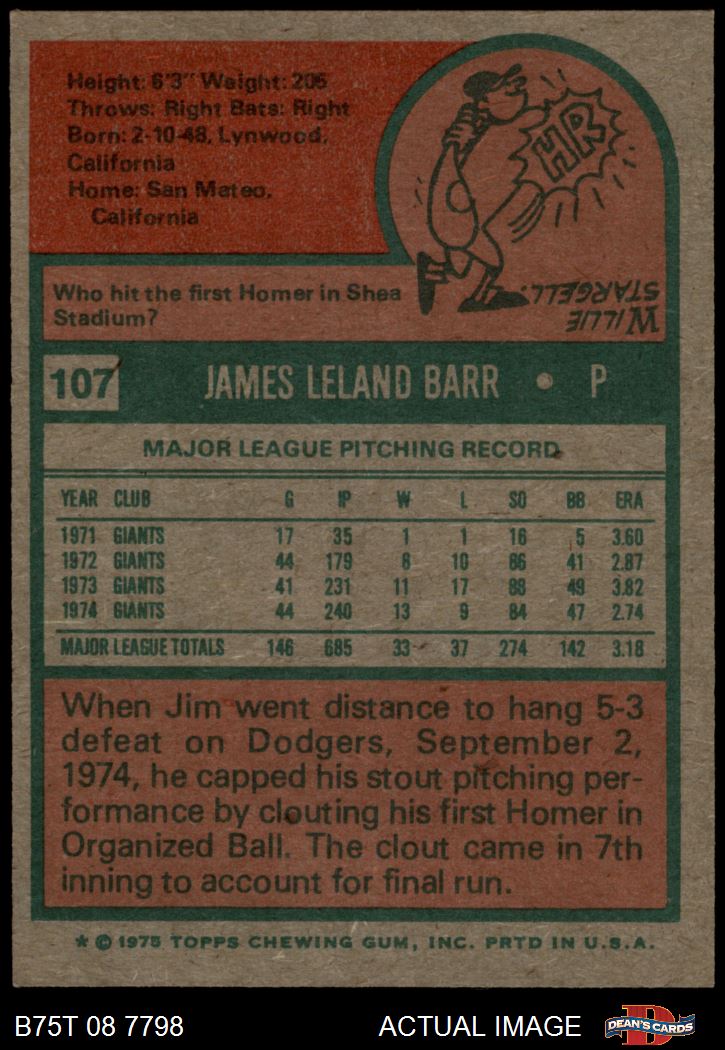 Height: 6'3" Weight: 205
Throws: Right Bats: Right
Born: 2-10-48, Lynwood,
California
Home: San Mateo,
California
HR
WILLIE
STARGELL.
Who hit the first Homer in Shea
Stadium?
107 JAMES LELAND BARR • P
MAJOR LEAGUE PITCHING RECORD
YEAR CLUB G IP W L SO BB ERA
1971 GIANTS 17 35 1 1 16 5 3.60
1972 GIANTS 44 179 8 10 86 41 2.87
1973 GIANTS 41 231 11 17 88 49 3.82
1974 GIANTS 44 240 13 9 84 47 2.74
MAJOR LEAGUE TOTALS 146 685 33 37 274 142 3.18
When Jim went distance to hang 5-3
defeat on Dodgers, September 2,
1974, he capped his stout pitching per-
formance by clouting his first Homer in
Organized Ball. The clout came in 7th
inning to account for final run.
* © 1975 TOPPS CHEWING GUM, INC. PRTD IN U.S.A.
B75T 08 7798 ACTUAL IMAGE
D
DEAN'S CARDS